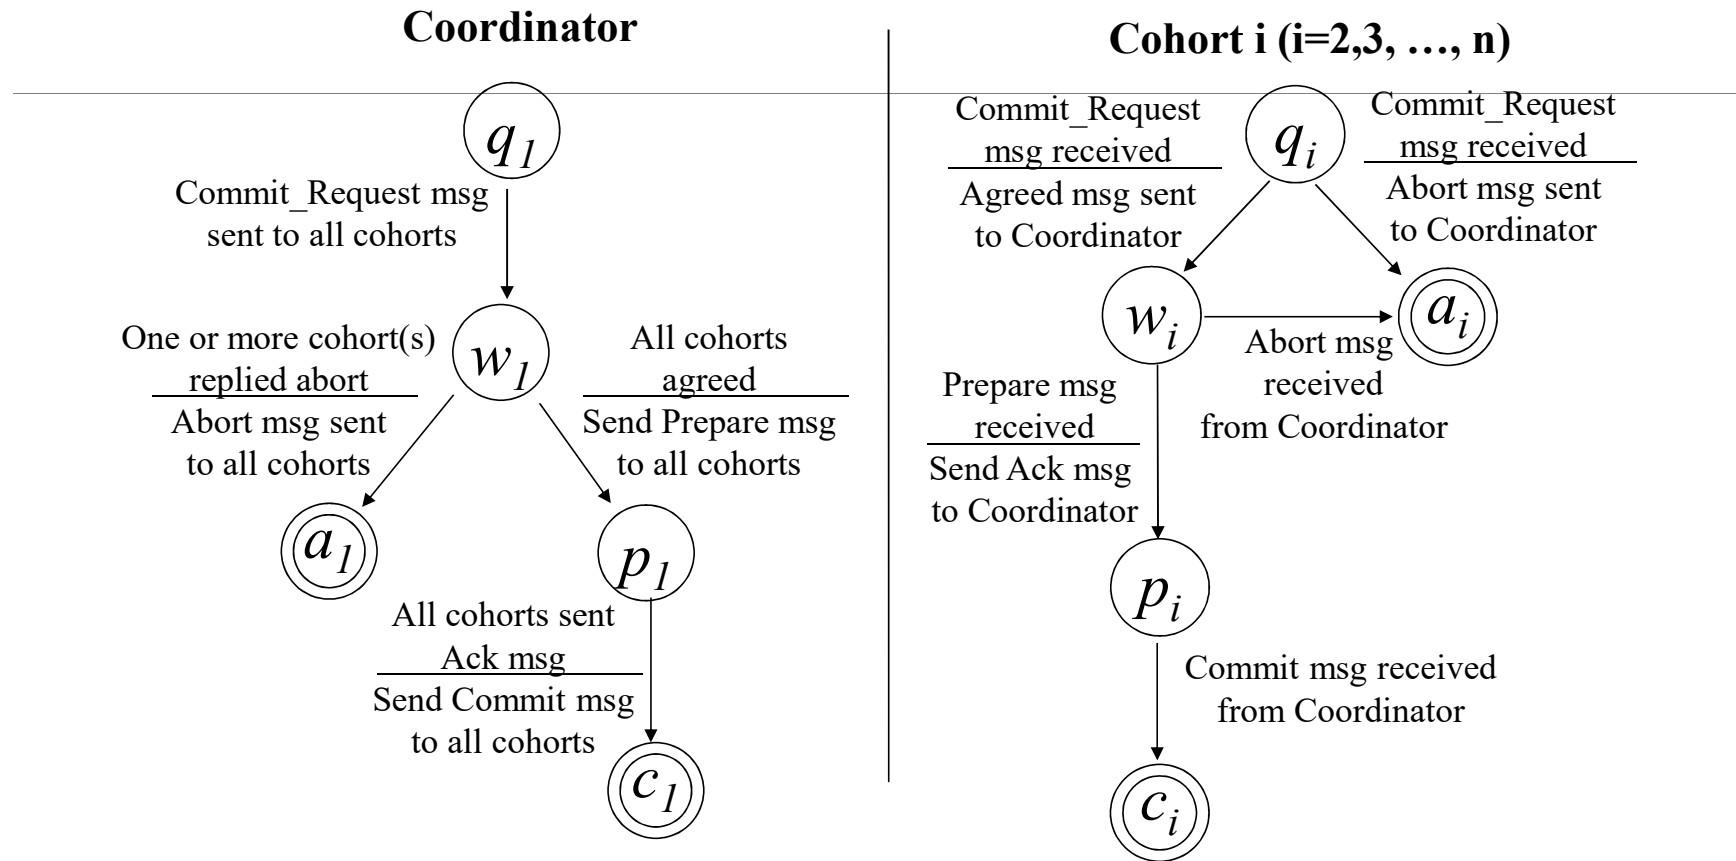 Coordinator
q1
Commit_Request msg
sent to all cohorts
One or more cohort(s)
replied abort
Abort msg sent
to all cohorts
w1
All cohorts
agreed
Send Prepare msg
to all cohorts
a1
p1
All cohorts sent
Ack msg
Send Commit msg
to all cohorts
c1
Cohort i (i=2,3, …, n)
Commit_Request
msg received
Agreed msg sent
to Coordinator
qi
Commit_Request
msg received
Abort msg sent
to Coordinator
wi
ai
Abort msg
received
from Coordinator
Prepare msg
received
Send Ack msg
to Coordinator
pi
Commit msg received
from Coordinator
ci